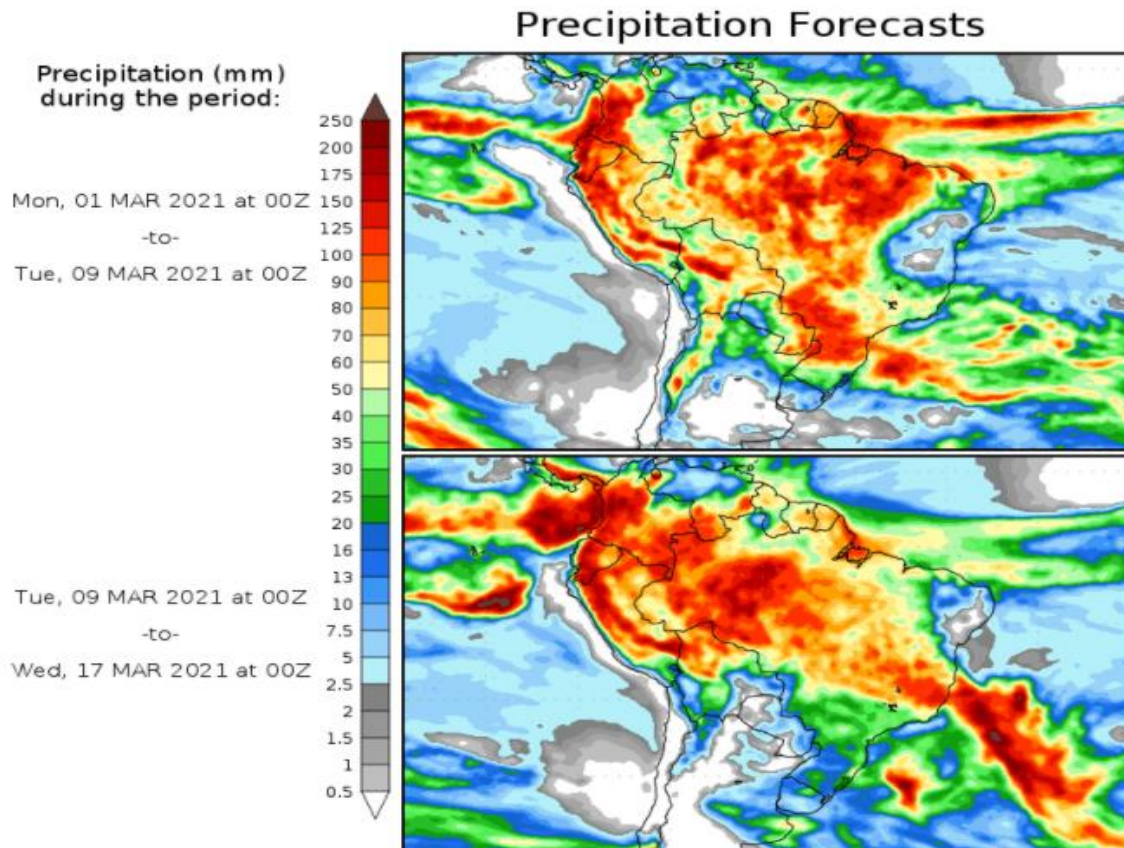 Precipitation Forecasts
Precipitation (mm)
during the period:
Mon, 01 MAR 2021 at 00Z
-to-
Tue, 09 MAR 2021 at 00Z
Tue, 09 MAR 2021 at 00Z
-to-
Wed, 17 MAR 2021 at 00Z
250
200
175
150
125
100
90
80
70
60
50
40
35
30
25
20
16
13
10
7.5
5
2.5
2
1.5
1
0.5